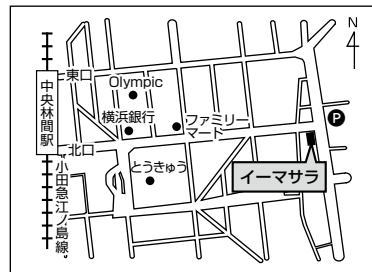 N
東口
Olympic
中央林間駅
横浜銀行
ファミリー
マート
P
北口
とうきゅう
イーマサラ
小田急江ノ島線